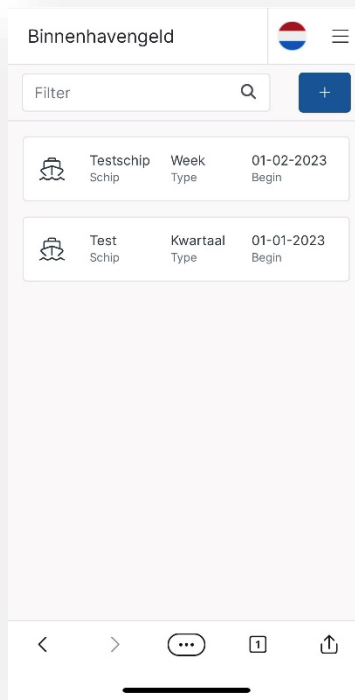 Binnenhavengeld
Filter
+
Testschip Week 01-02-2023
Schip Type Begin
Test Kwartaal 01-01-2023
Schip Type Begin
1